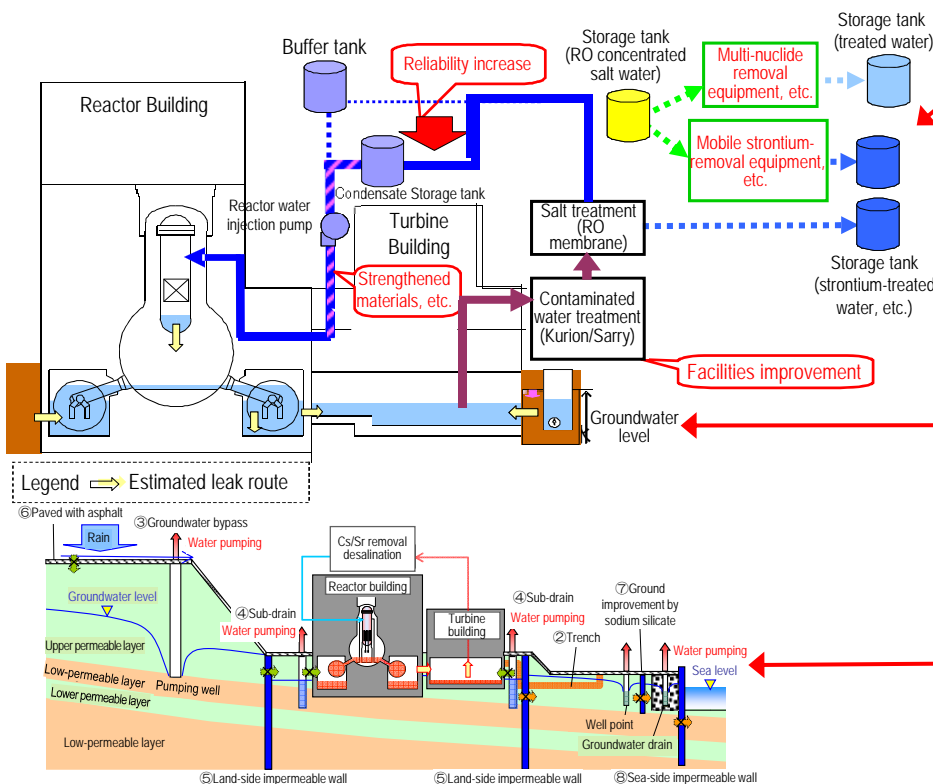 Storage tank
(treated water)
Storage tank
(RO concentrated
salt water)
Multi-nuclide
removal
equipment, etc.
Buffer tank
Reliability increase
Reactor Building
Mobile strontium-
removal equipment,
etc.
Condensate Storage tank
Reactor water
injection pump
Turbine
Building
Salt treatment
(RO
membrane)
Storage tank
(strontium-treated
water, etc.)
Strengthened
materials, etc.
Contaminated
water treatment
(Kurion/Sarry)
Facilities improvement
Groundwater
level
Legend
Estimated leak route
⑥Paved with asphalt
③Groundwater bypass
Rain
Water pumping
Cs/Sr removal
desalination
Reactor building
Groundwater level
④Sub-drain
Water pumping
④Sub-drain
Water pumping
②Trench
⑦Ground
improvement by
sodium silicate
Turbine
building
Water pumping
Sea level
Upper permeable layer
Low-permeable layer
Pumping well
Lower permeable layer
Well point
Groundwater drain
Low-permeable layer
⑤Land-side impermeable wall
⑤Land-side impermeable wall
⑧Sea-side impermeable wall